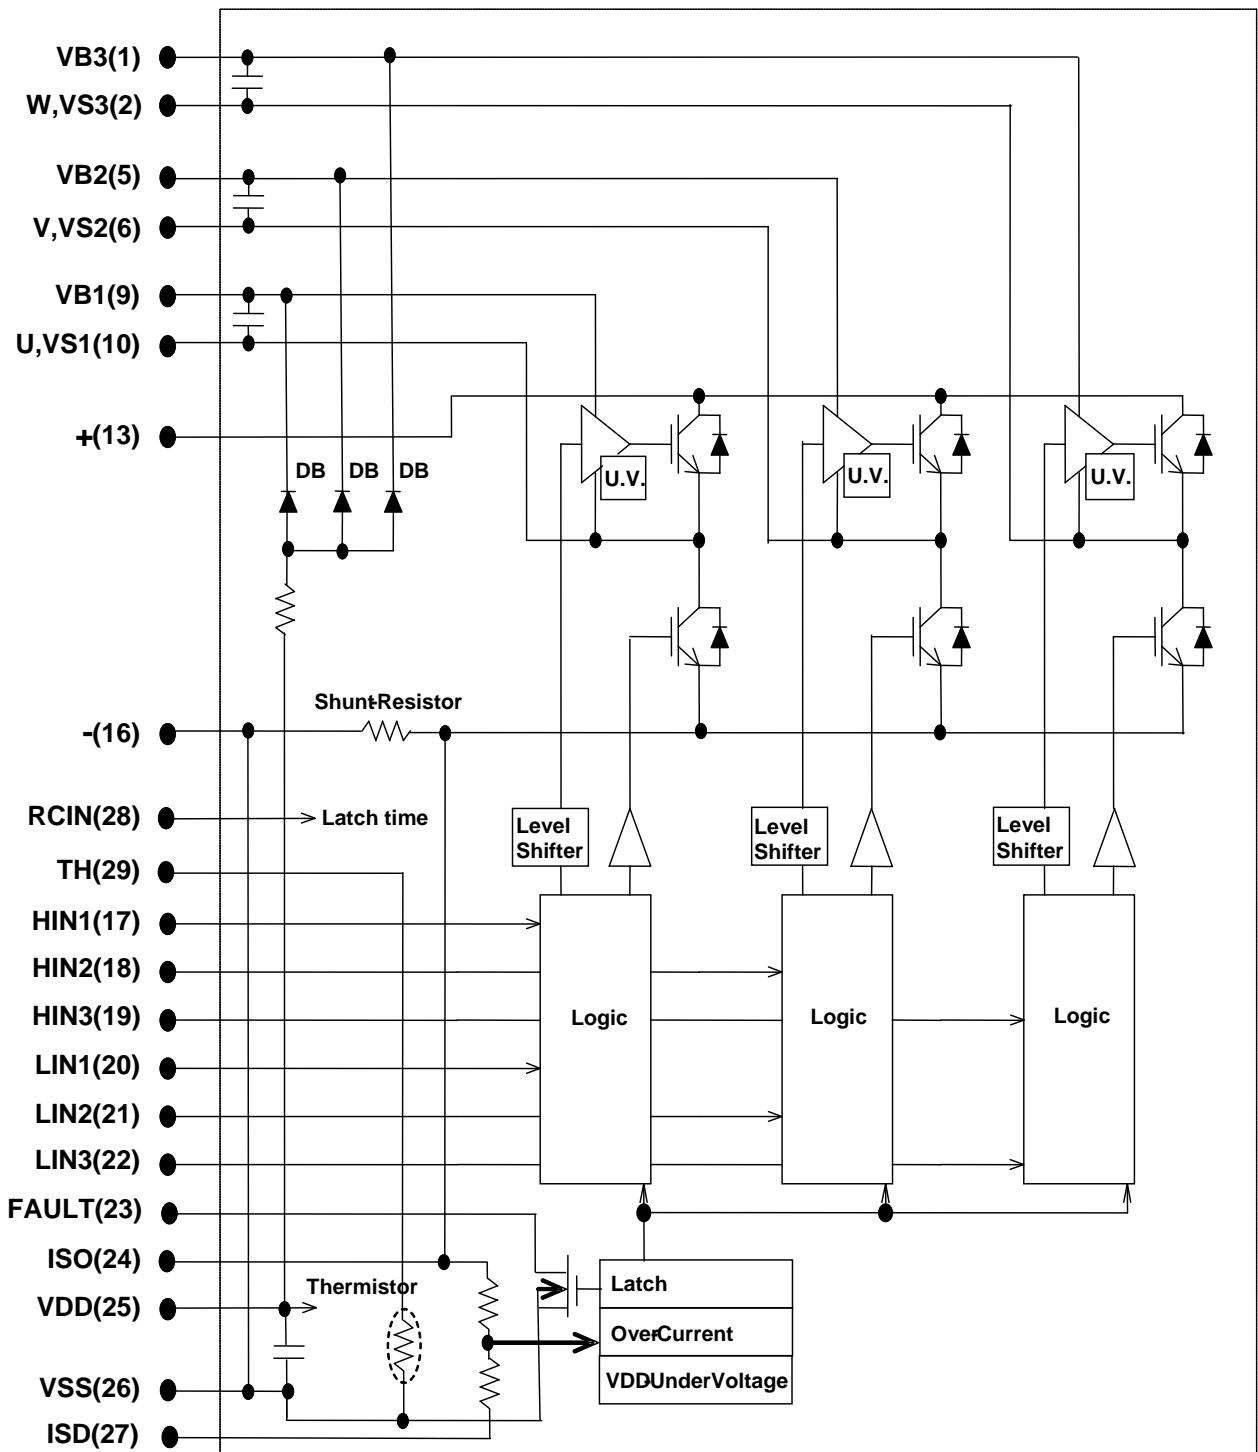 VB3(1)
W,VS3(2)
VB2(5)
V,VS2(6)
VB1(9)
U,VS1(10)
+(13)
DB DB DB
U.V. U.V. U.V.
Shunt-Resistor
-(16)
RCIN(28)
Latch time
Level
Shifter
Level
Shifter
Level
Shifter
TH(29)
HIN1(17)
HIN2(18)
HIN3(19)
Logic Logic Logic
LIN1(20)
LIN2(21)
LIN3(22)
FAULT(23)
ISO(24)
Thermistor
Latch
VDD(25)
Over-Current
VDD-UnderVoltage
VSS(26)
ISD(27)